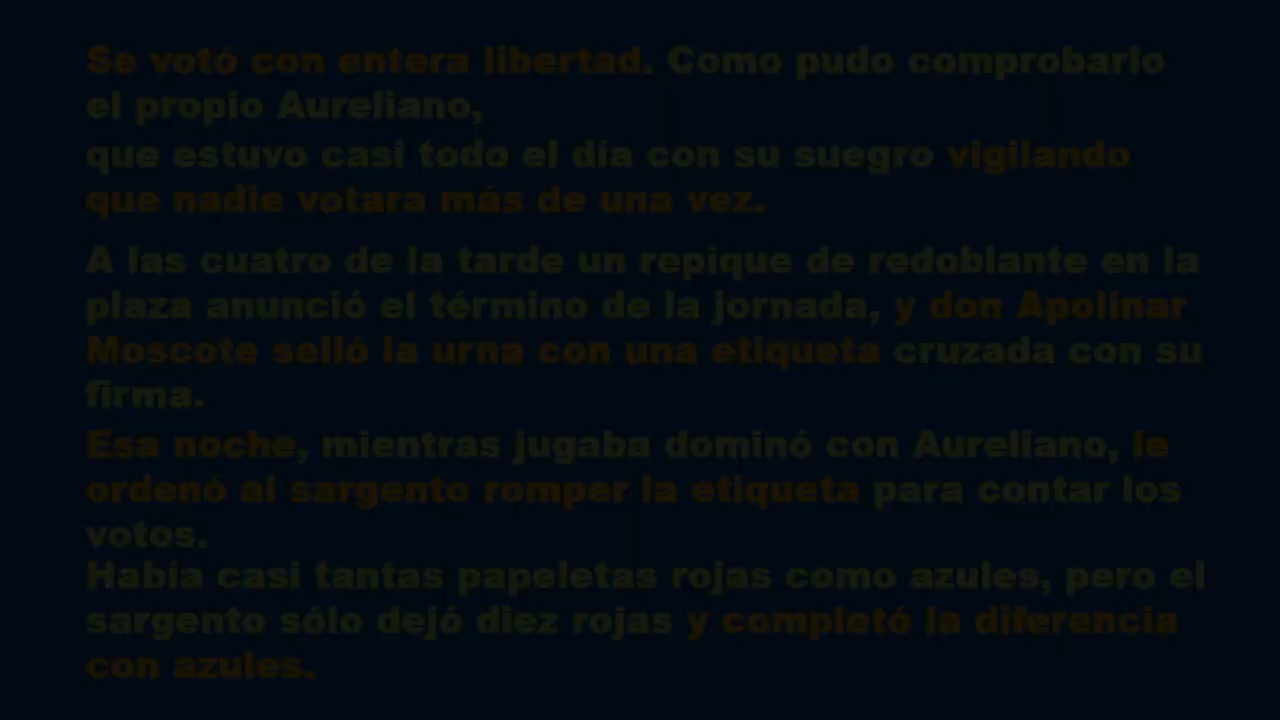 Se votó con entera libertad. Como pudo comprobarlo
el propio Aureliano,
que estuvo casi todo el día con su suegro vigilando
que nadie votara más de una vez.
A las cuatro de la tarde un repique de redoblante en la
plaza anunció el término de la jornada, y don Apolinar
Moscote selló la urna con una etiqueta cruzada con su
firma.
Esa noche, mientras jugaba dominó con Aureliano, le
ordenó al sargento romper la etiqueta para contar los
votos.
Había casi tantas papeletas rojas como azules, pero el
sargento sólo dejó diez rojas y completó la diferencia
con azules.